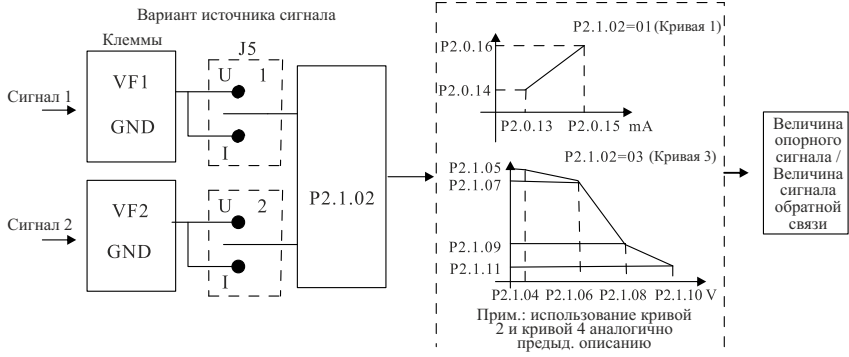 Вариант источника сигнала
Клеммы
J5
Сигнал 1
VF1
GND
U 1
I
Сигнал 2
VF2
GND
U 2
I
P2.1.02
P2.1.02=01(Кривая 1)
P2.0.16
P2.0.14
P2.0.13 P2.0.15 mA
P2.1.02=03 (Кривая 3)
P2.1.05
P2.1.07
P2.1.09
P2.1.11
P2.1.04 P2.1.06 P2.1.08 P2.1.10 V
Прим.: использование кривой
2 и кривой 4 аналогично
предыд. описанию
Величина
опорного
сигнала /
Величина
сигнала
обратной
связи